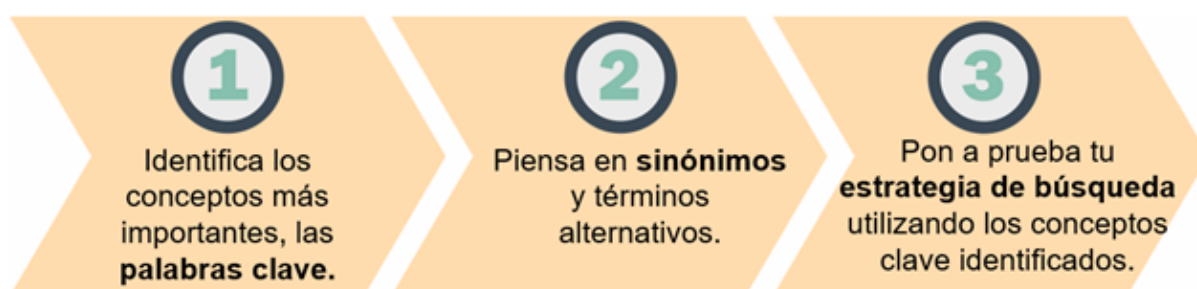 1
Identifica los
conceptos más
importantes, las
palabras clave.
2
Piensa en sinónimos
y términos
alternativos.
3
Pon a prueba tu
estrategia de búsqueda
utilizando los conceptos
clave identificados.